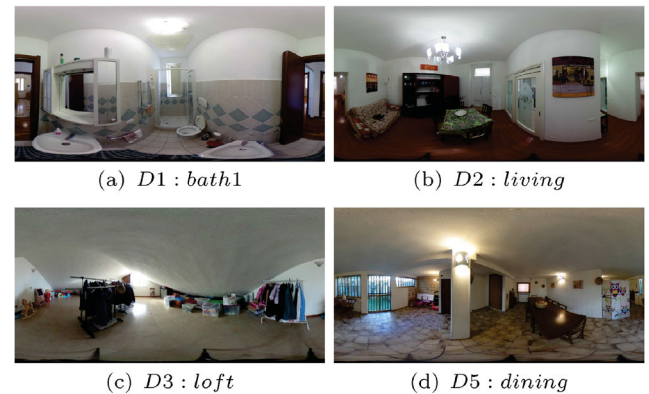 (a) D1 : bath1
(b) D2 : living
(c) D3 : loft
(d) D5 : dining